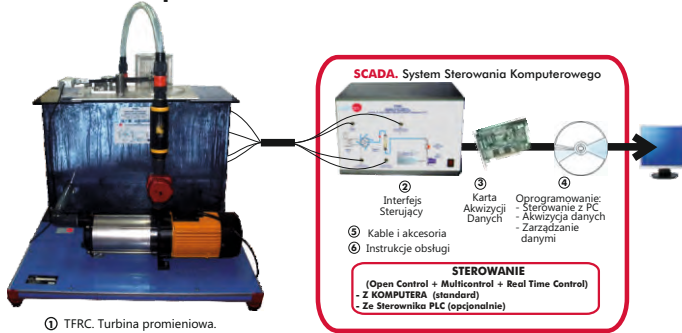 SCADA. System Sterowania Komputerowego
② Interfejs Sterujący
③ Karta Akwizycji Danych
④ Oprogramowanie:
- Sterowanie z PC
- Akwizycja danych
- Zarządzanie danymi
⑤ Kable i akcesoria
⑥ Instrukcje obsługi
STEROWANIE
(Open Control + Multicontrol + Real Time Control)
- Z KOMPUTERA (standard)
- Ze Sterownika PLC (opcjonalnie)
① TFRC. Turbina promieniowa.